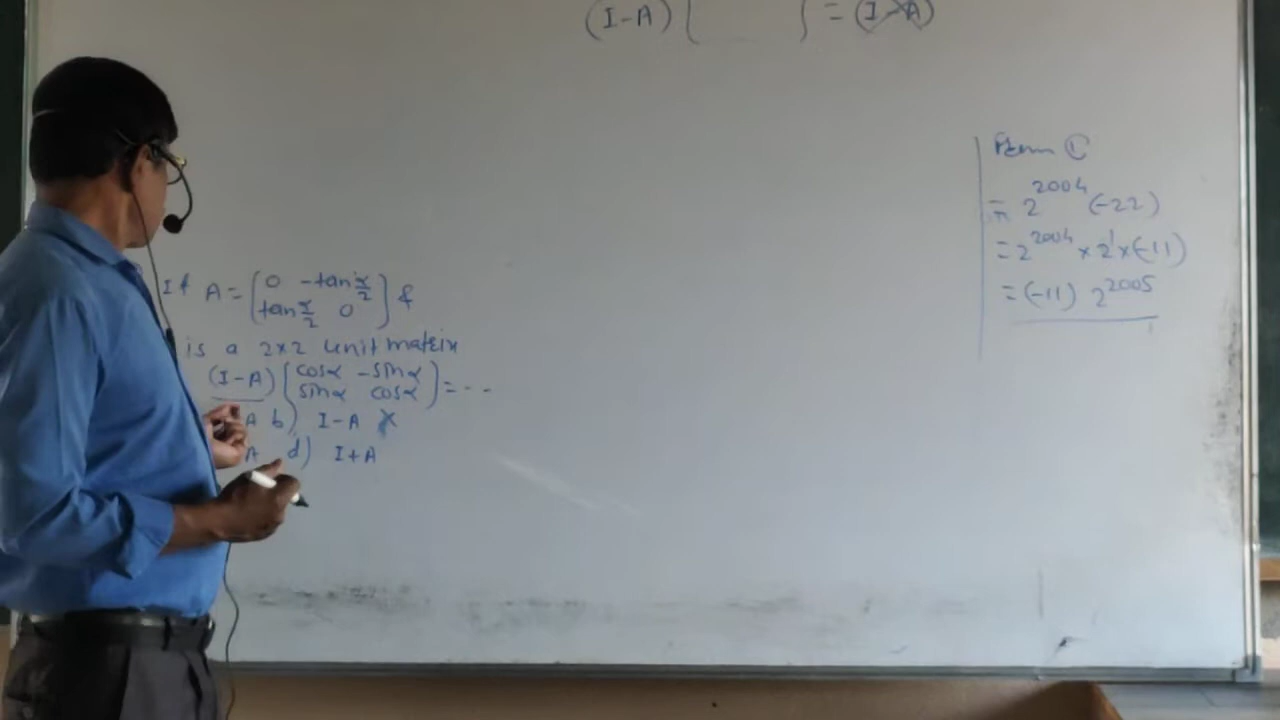 (I-A) [ ] = (I-A)
If A = [0 -tan α/2
tan α/2 0] &
is a 2×2 unit matrix
(I-A) [cosα -sinα
sinα cosα] = ---
A b) I-A ×
A d) I+A
①
= 2^2004 (-22)
= 2^2004 × 2^1 × (-11)
= (-11) 2^2005